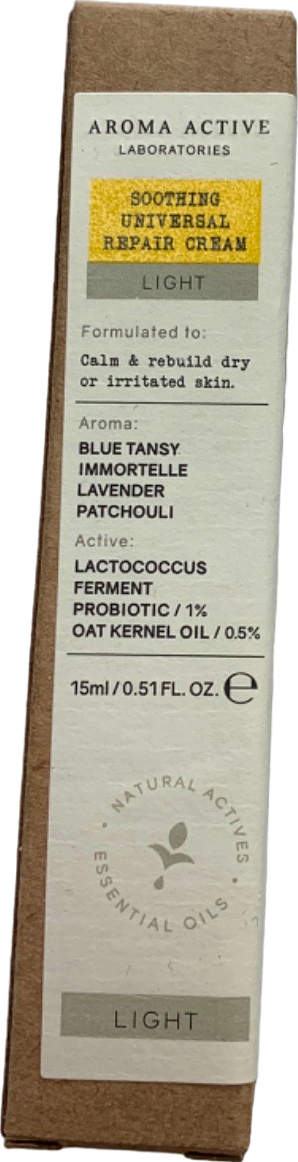 AROMA ACTIVE
LABORATORIES
SOOTHING
UNIVERSAL
REPAIR CREAM
LIGHT
Formulated to:
Calm & rebuild dry
or irritated skin.
Aroma:
BLUE TANSY
IMMORTELLE
LAVENDER
PATCHOULI
Active:
LACTOCOCCUS
FERMENT
PROBIOTIC / 1%
OAT KERNEL OIL / 0.5%
15ml / 0.51 FL. OZ. ℮
NATURAL ACTIVES
ESSENTIAL OILS
LIGHT